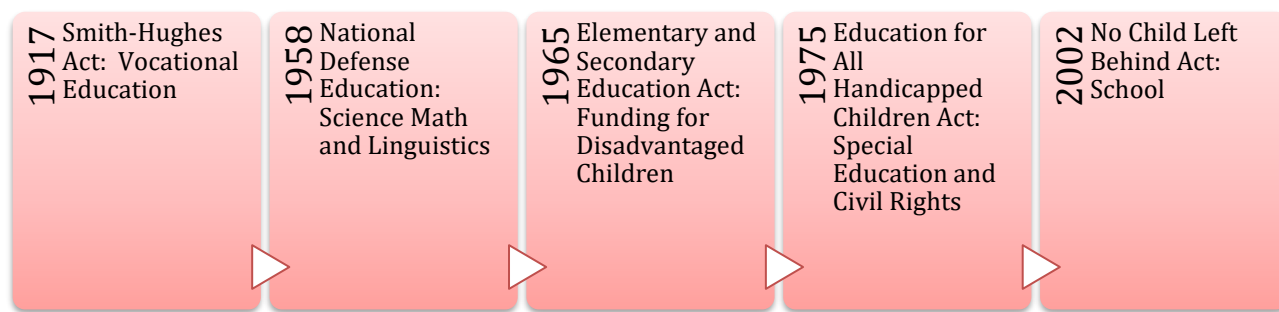 1917
Smith-Hughes
Act: Vocational
Education
1958
National
Defense
Education:
Science Math
and Linguistics
1965
Elementary and
Secondary
Education Act:
Funding for
Disadvantaged
Children
1975
Education for
All
Handicapped
Children Act:
Special
Education and
Civil Rights
2002
No Child Left
Behind Act:
School